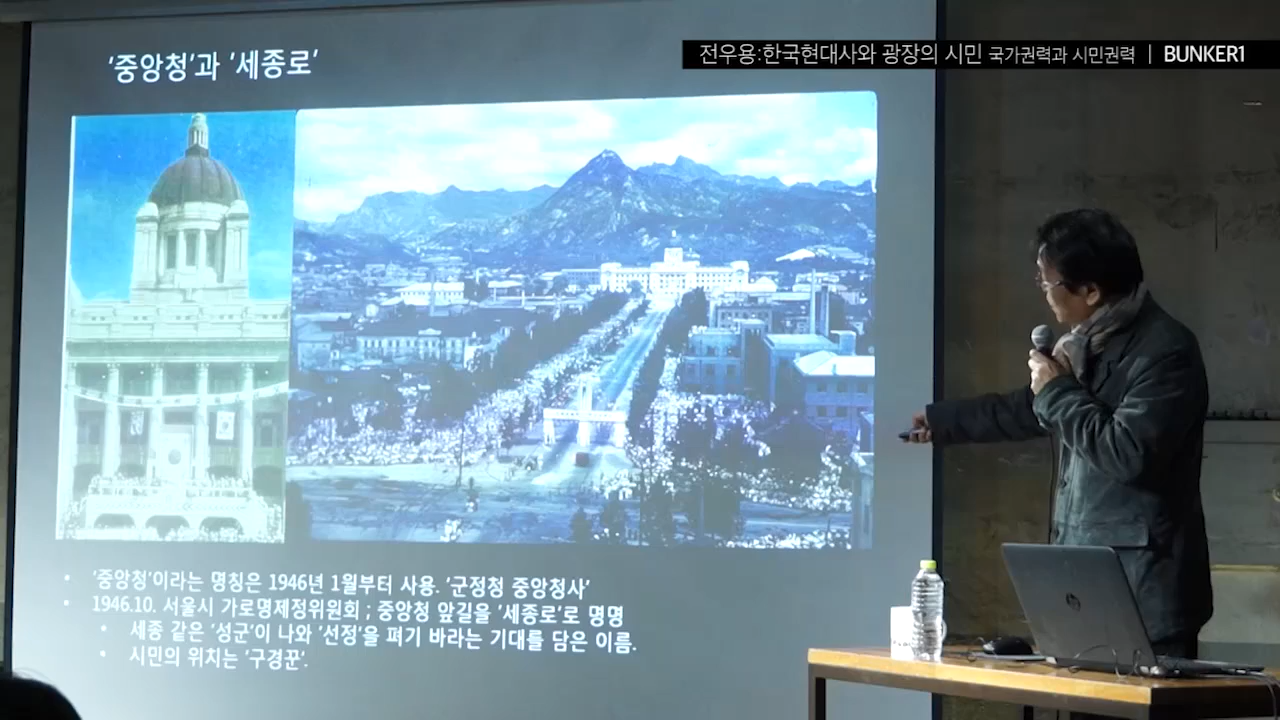 전우용:한국현대사와 광장의 시민 국가권력과 시민권력 | BUNKER1
'중앙청'과 '세종로'
• '중앙청'이라는 명칭은 1946년 1월부터 사용. '군정청 중앙청사'
• 1946.10. 서울시 가로명제정위원회 ; 중앙청 앞길을 '세종로'로 명명
• 세종 같은 '성군'이 나와 '선정'을 펴기 바라는 기대를 담은 이름.
• 시민의 위치는 '구경꾼'.